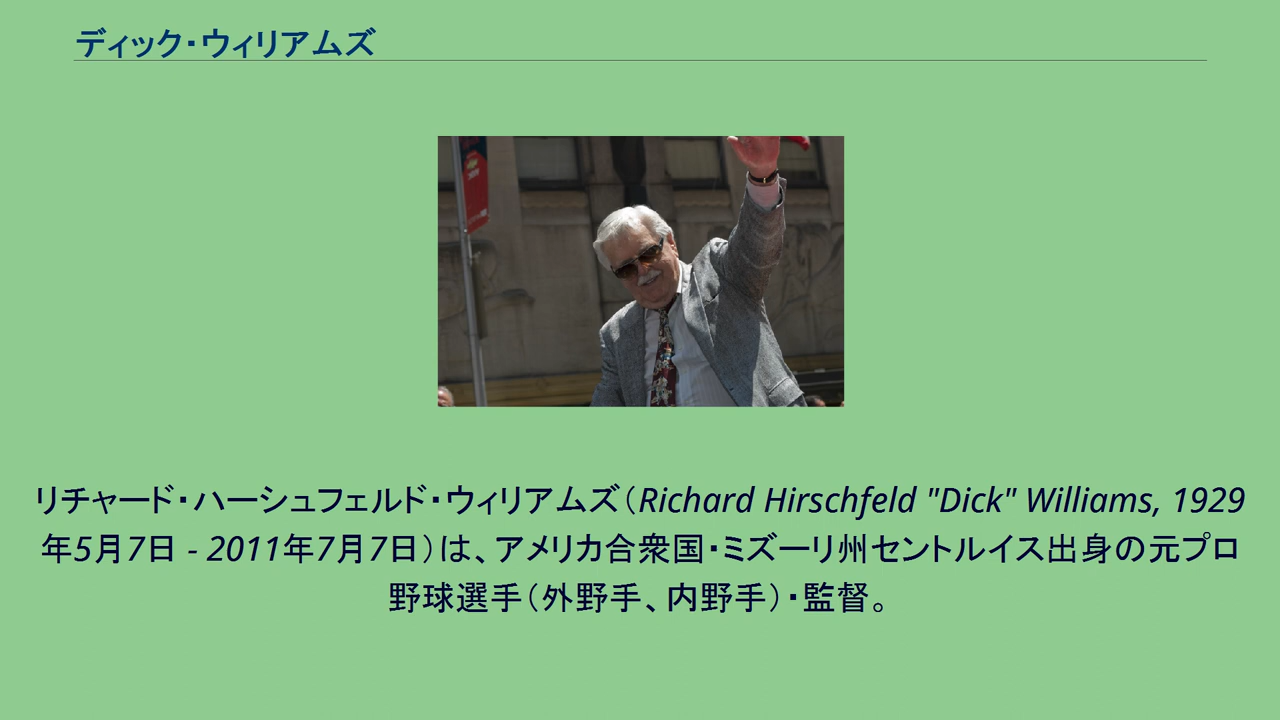 ディック・ウィリアムズ
リチャード・ハーシュフェルド・ウィリアムズ（Richard Hirschfeld "Dick" Williams, 1929
年5月7日 - 2011年7月7日）は、アメリカ合衆国・ミズーリ州セントルイス出身の元プロ
野球選手（外野手、内野手）・監督。